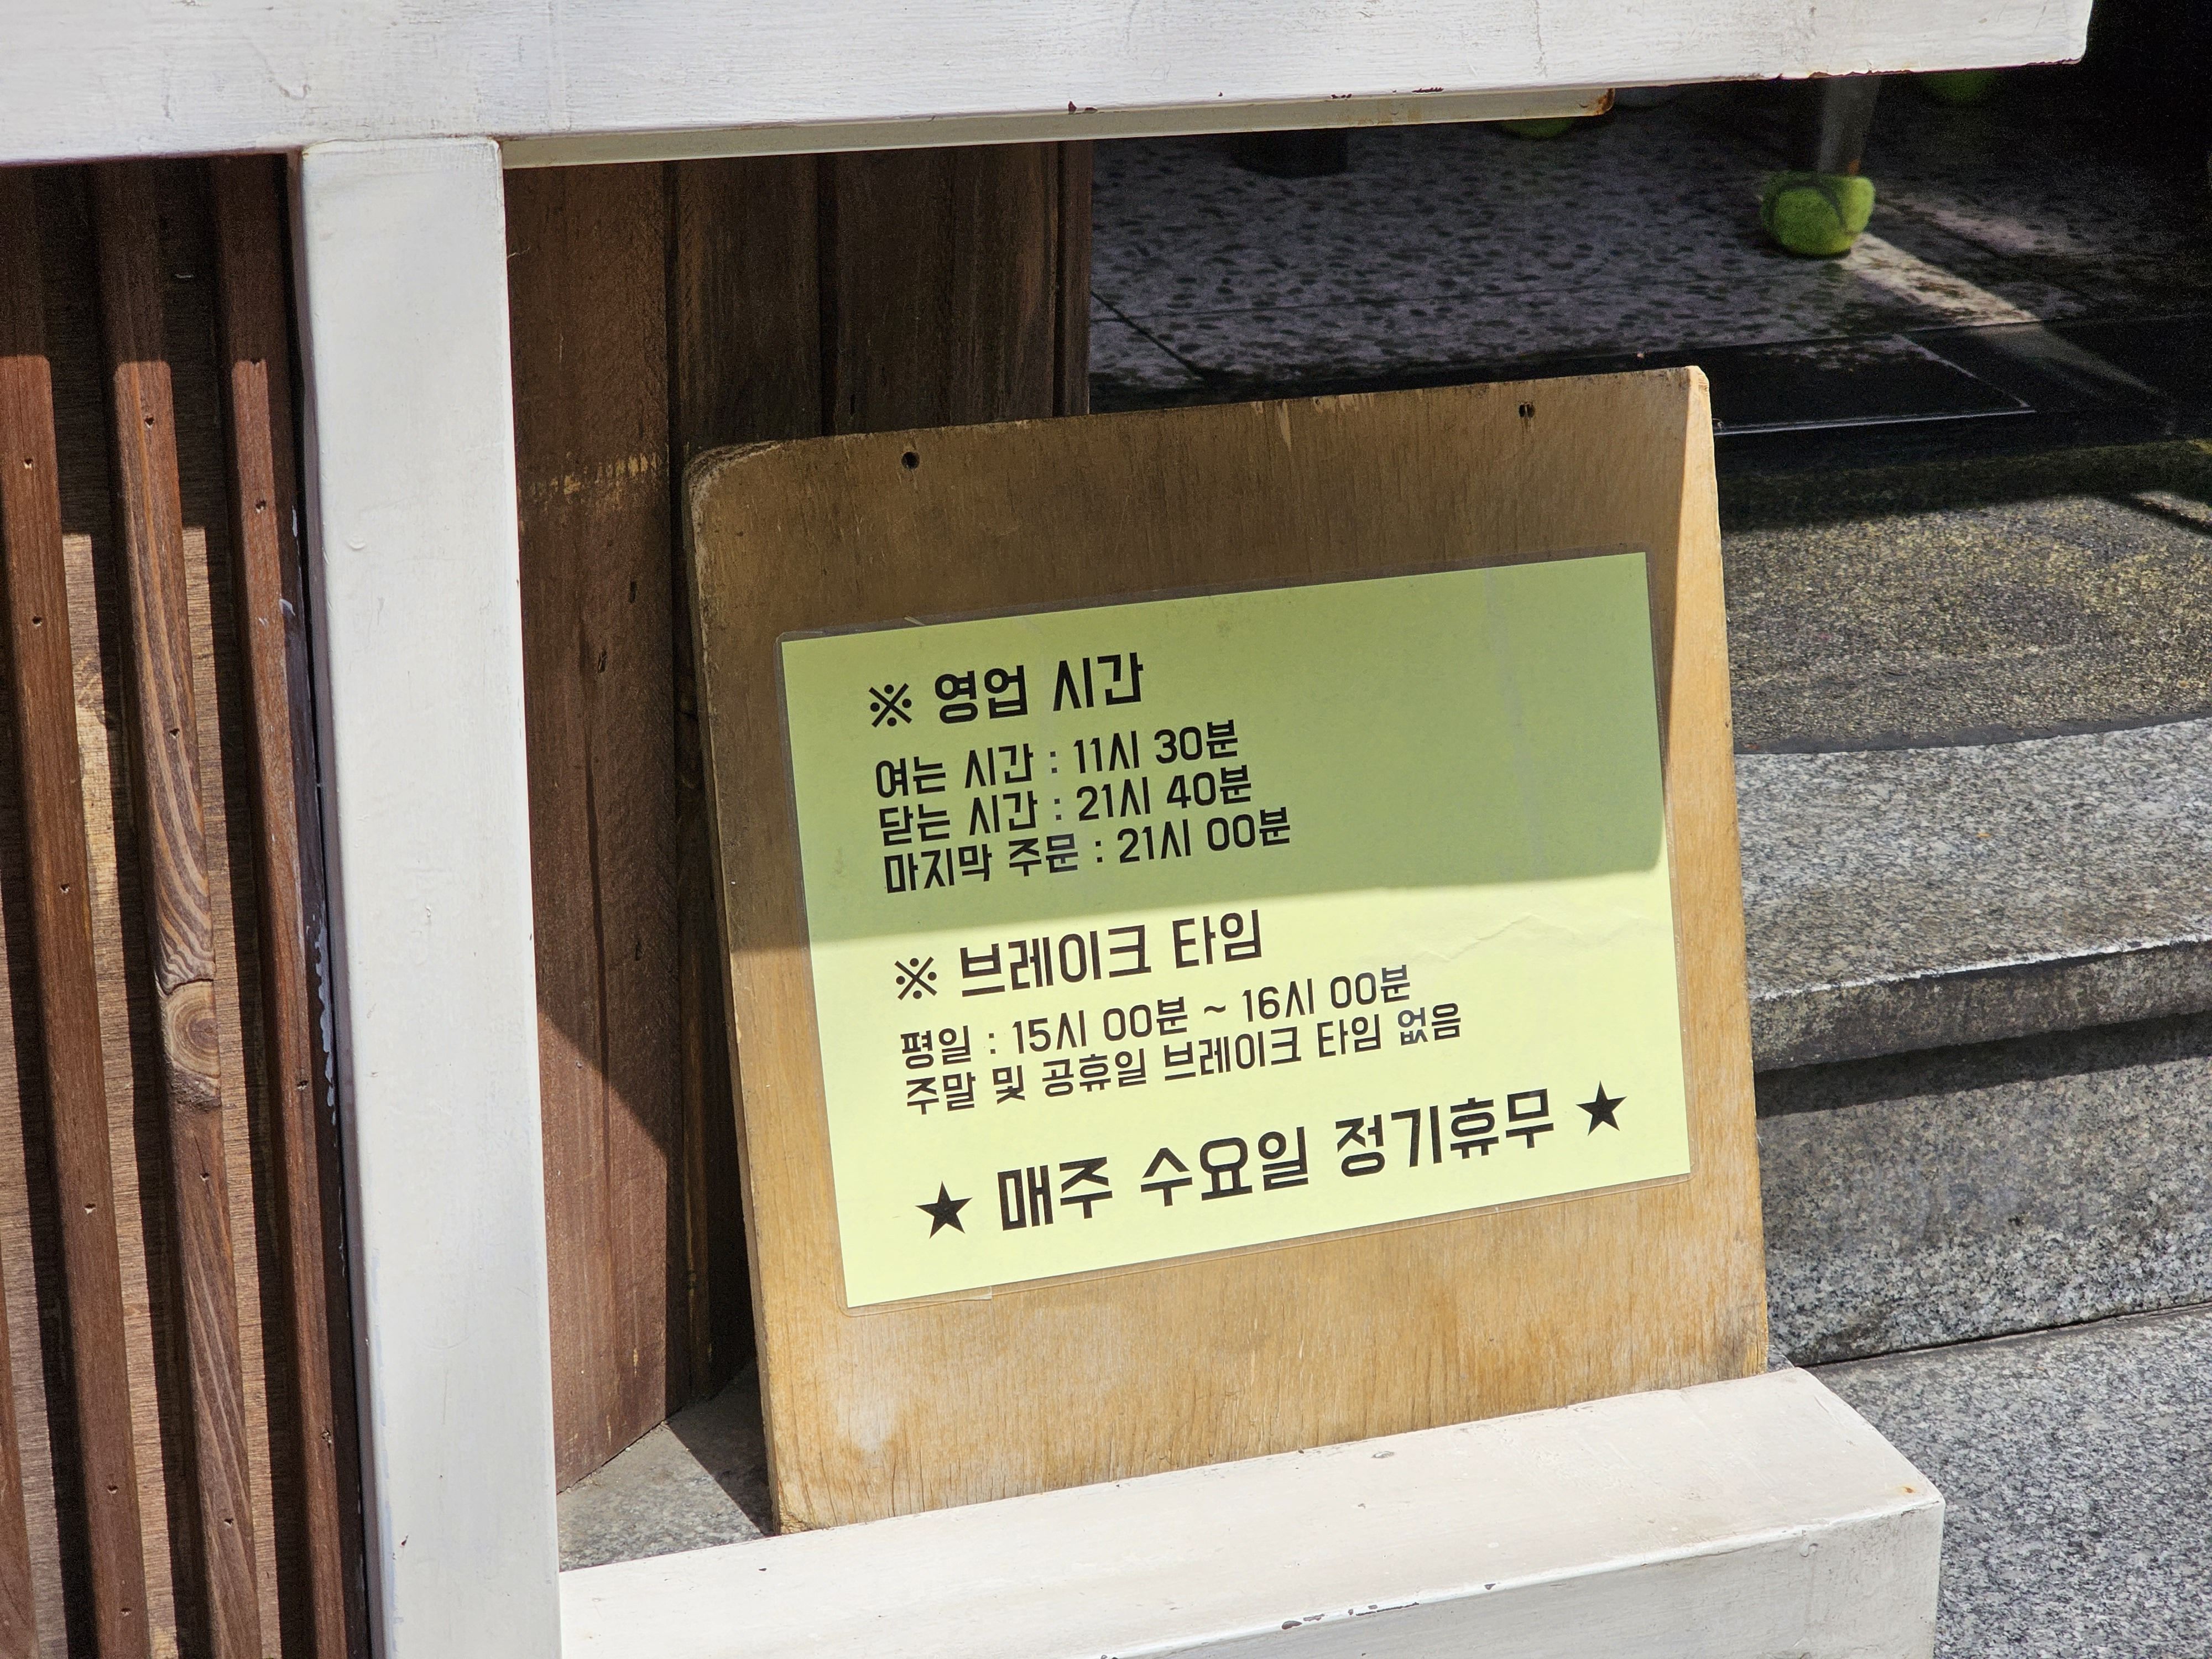 ※ 영업 시간
여는 시간 : 11시 30분
닫는 시간 : 21시 40분
마지막 주문 : 21시 00분
※ 브레이크 타임
평일 : 15시 00분 ~ 16시 00분
주말 및 공휴일 브레이크 타임 없음
★ 매주 수요일 정기휴무 ★